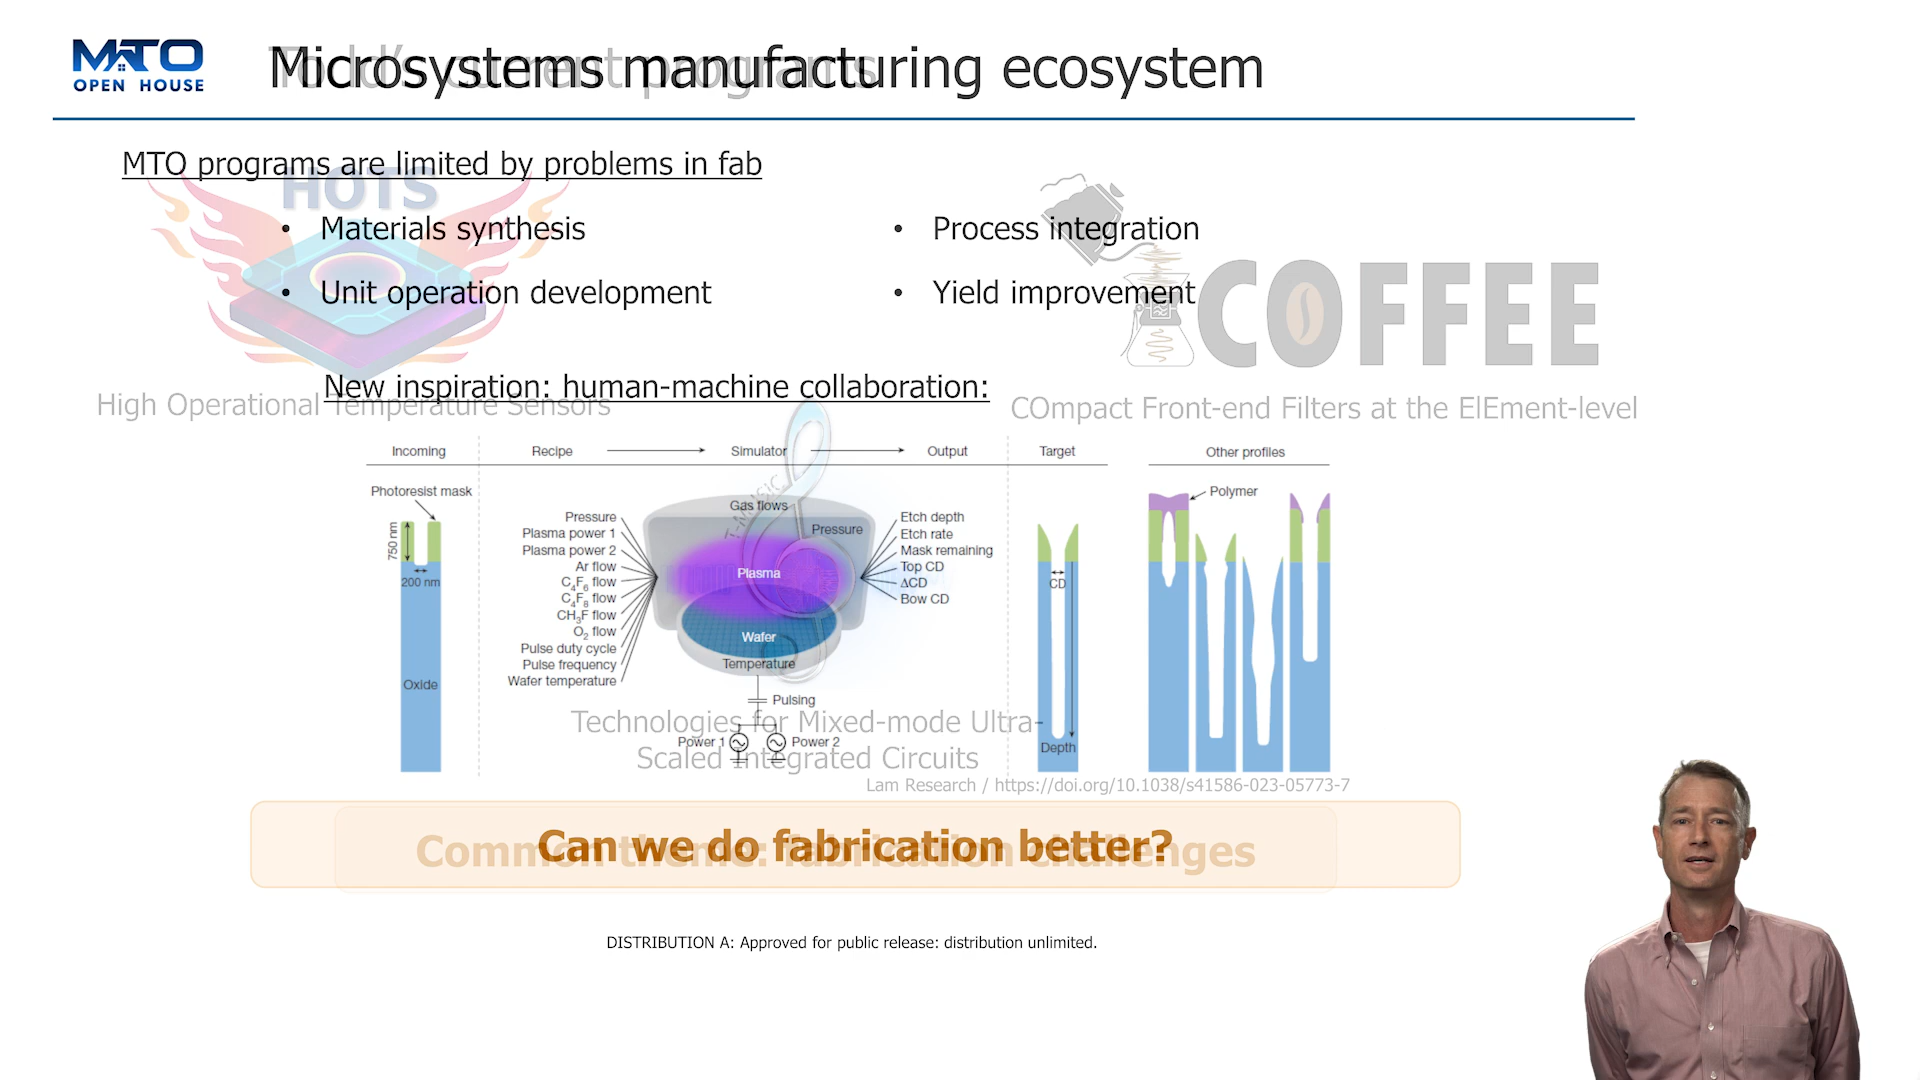 MTO
OPEN HOUSE
Microsystems manufacturing ecosystem
Todd's current programs
MTO programs are limited by problems in fab
HOTS
• Materials synthesis
• Process integration
• Unit operation development
• Yield improvement
COFFEE
New inspiration: human-machine collaboration:
High Operational Temperature Sensors
COmpact Front-end Filters at the ElEment-level
Incoming
Recipe
Simulator
Output
Target
Other profiles
Photoresist mask
750 nm
200 nm
Oxide
Pressure
Plasma power 1
Plasma power 2
Ar flow
C4F6 flow
C4F8 flow
CH3F flow
O2 flow
Pulse duty cycle
Pulse frequency
Wafer temperature
T-MUSIC
Gas flows
Pressure
Plasma
Wafer
Temperature
Pulsing
Power 1
Power 2
Etch depth
Etch rate
Mask remaining
Top CD
ΔCD
Bow CD
CD
Depth
Polymer
Technologies for Mixed-mode Ultra-
Scaled Integrated Circuits
Lam Research / https://doi.org/10.1038/s41586-023-05773-7
Can we do fabrication better?
Common theme: fabrication challenges
DISTRIBUTION A: Approved for public release: distribution unlimited.